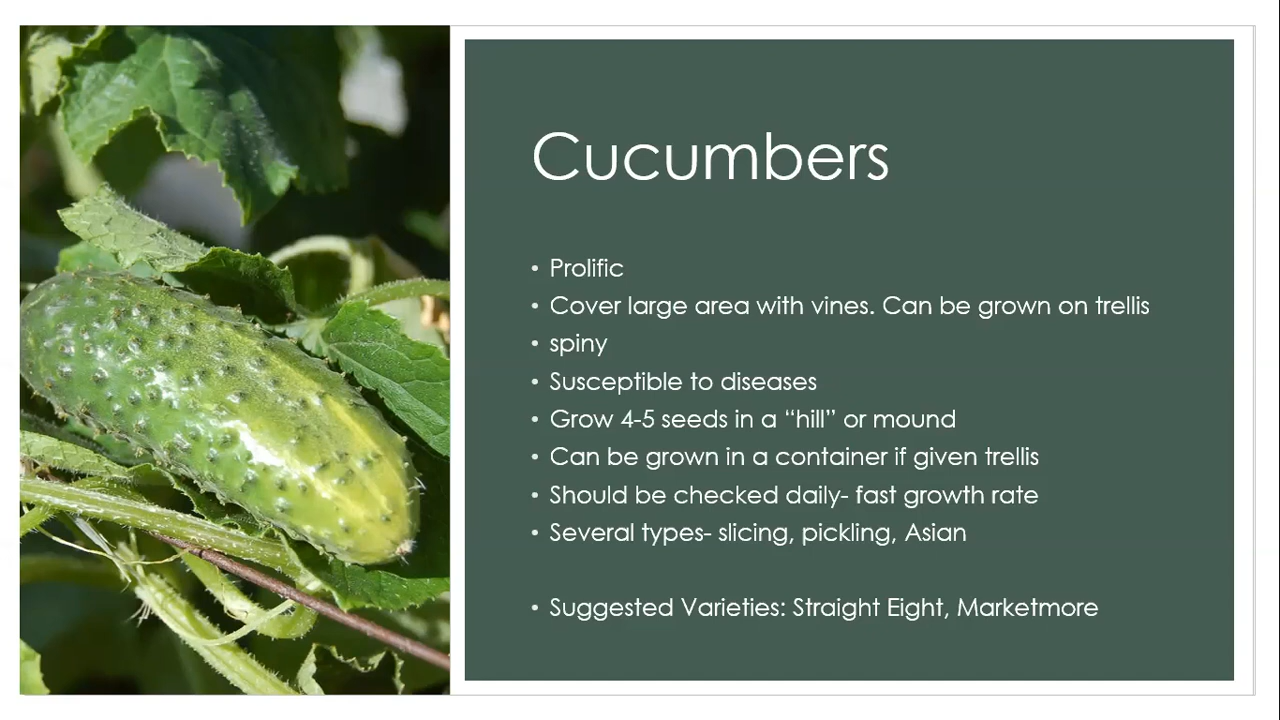 Cucumbers
• Prolific
• Cover large area with vines. Can be grown on trellis
• spiny
• Susceptible to diseases
• Grow 4-5 seeds in a “hill” or mound
• Can be grown in a container if given trellis
• Should be checked daily- fast growth rate
• Several types- slicing, pickling, Asian
• Suggested Varieties: Straight Eight, Marketmore